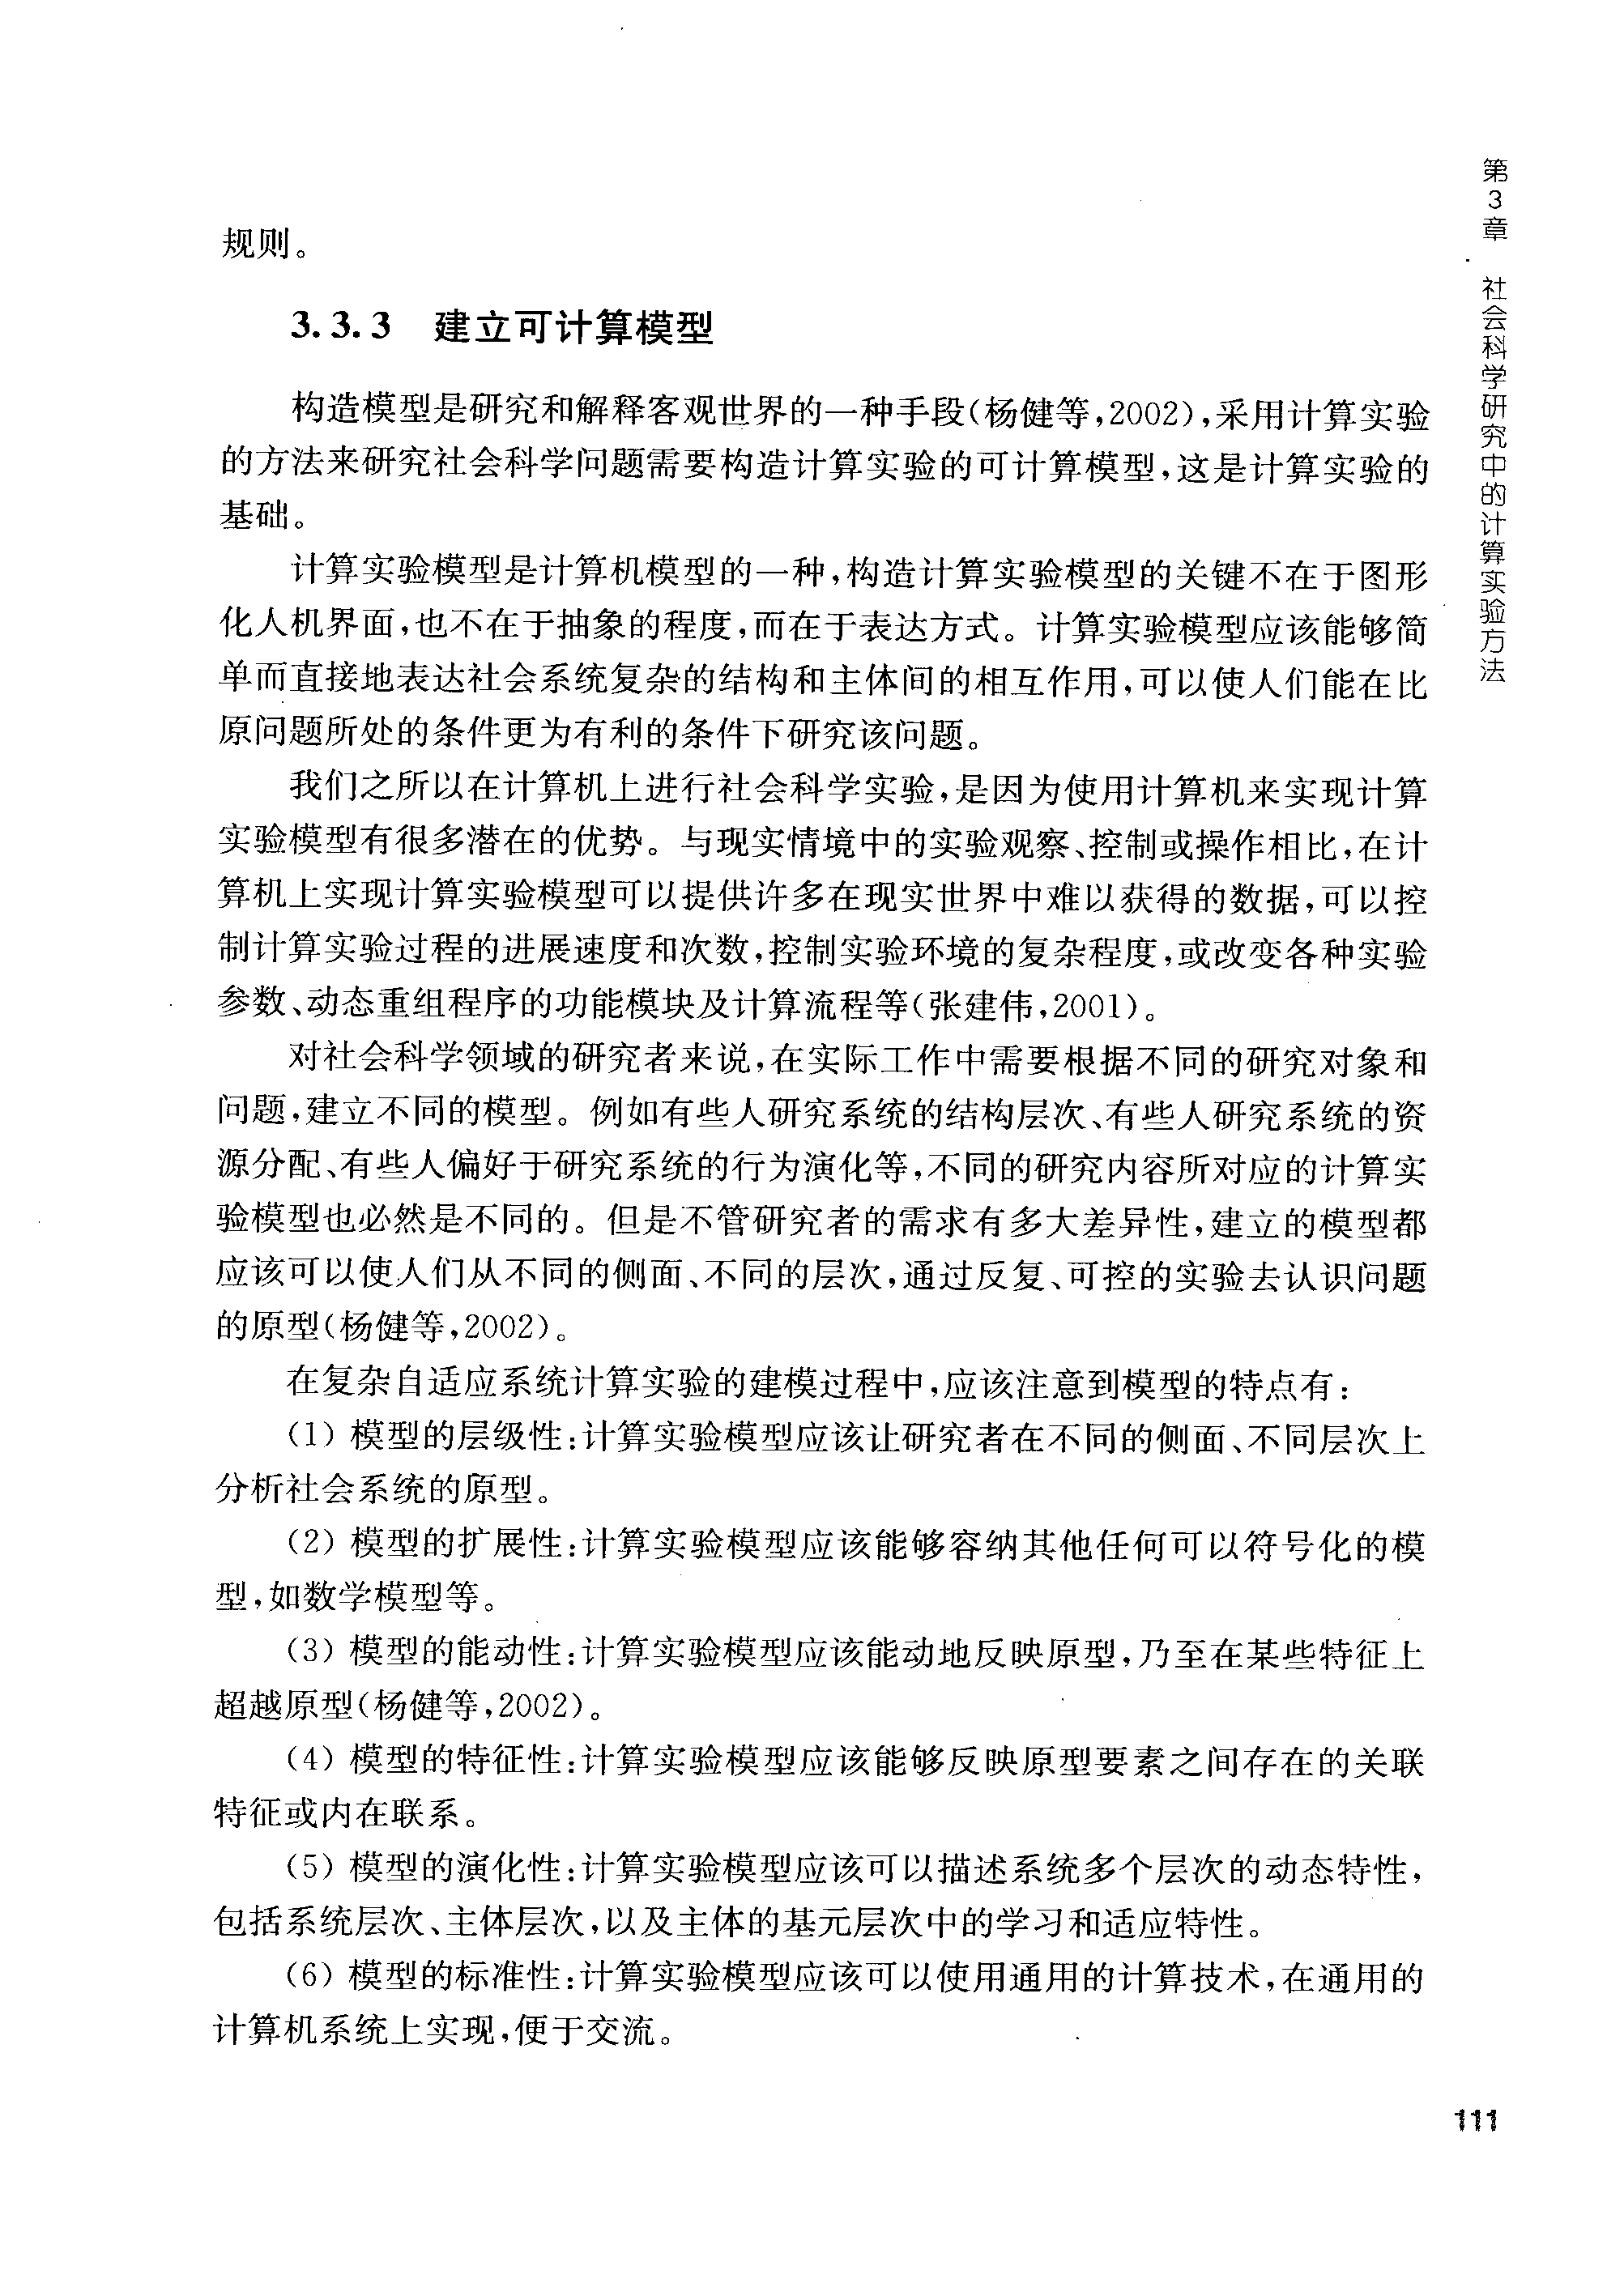 规则。
3.3.3 建立可计算模型
构造模型是研究和解释客观世界的一种手段(杨健等,2002),采用计算实验
的方法来研究社会科学问题需要构造计算实验的可计算模型,这是计算实验的
基础。
计算实验模型是计算机模型的一种,构造计算实验模型的关键不在于图形
化人机界面,也不在于抽象的程度,而在于表达方式。计算实验模型应该能够简
单而直接地表达社会系统复杂的结构和主体间的相互作用,可以使人们能在比
原问题所处的条件更为有利的条件下研究该问题。
我们之所以在计算机上进行社会科学实验,是因为使用计算机来实现计算
实验模型有很多潜在的优势。与现实情境中的实验观察、控制或操作相比,在计
算机上实现计算实验模型可以提供许多在现实世界中难以获得的数据,可以控
制计算实验过程的进展速度和次数,控制实验环境的复杂程度,或改变各种实验
参数、动态重组程序的功能模块及计算流程等(张建伟,2001)。
对社会科学领域的研究者来说,在实际工作中需要根据不同的研究对象和
问题,建立不同的模型。例如有些人研究系统的结构层次、有些人研究系统的资
源分配、有些人偏好于研究系统的行为演化等,不同的研究内容所对应的计算实
验模型也必然是不同的。但是不管研究者的需求有多大差异性,建立的模型都
应该可以使人们从不同的侧面、不同的层次,通过反复、可控的实验去认识问题
的原型(杨健等,2002)。
在复杂自适应系统计算实验的建模过程中,应该注意到模型的特点有:
(1) 模型的层级性:计算实验模型应该让研究者在不同的侧面、不同层次上
分析社会系统的原型。
(2) 模型的扩展性:计算实验模型应该能够容纳其他任何可以符号化的模
型,如数学模型等。
(3) 模型的能动性:计算实验模型应该能动地反映原型,乃至在某些特征上
超越原型(杨健等,2002)。
(4) 模型的特征性:计算实验模型应该能够反映原型要素之间存在的关联
特征或内在联系。
(5) 模型的演化性:计算实验模型应该可以描述系统多个层次的动态特性,
包括系统层次、主体层次,以及主体的基元层次中的学习和适应特性。
(6) 模型的标准性:计算实验模型应该可以使用通用的计算技术,在通用的
计算机系统上实现,便于交流。
第3章 社会科学研究中的计算实验方法
111